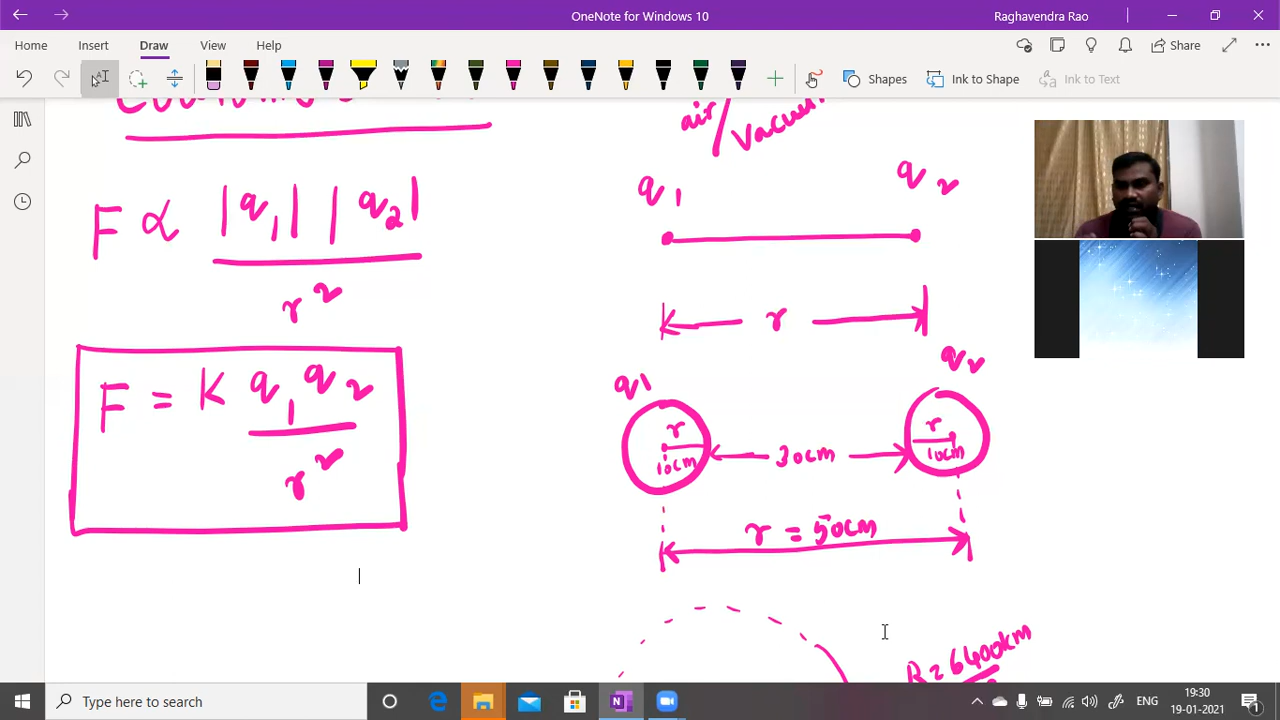 OneNote for Windows 10
Raghavendra Rao
Home Insert Draw View Help
Share
Shapes
Ink to Shape
Ink to Text
air/Vacuum
F ∝ |q1| |q2|
r2
q1 q2
r
F = K q1 q2
r2
q1 q2
r r
10cm 30cm 10cm
r = 50cm
R = 6400km
Type here to search
ENG
19:30
19-01-2021
1